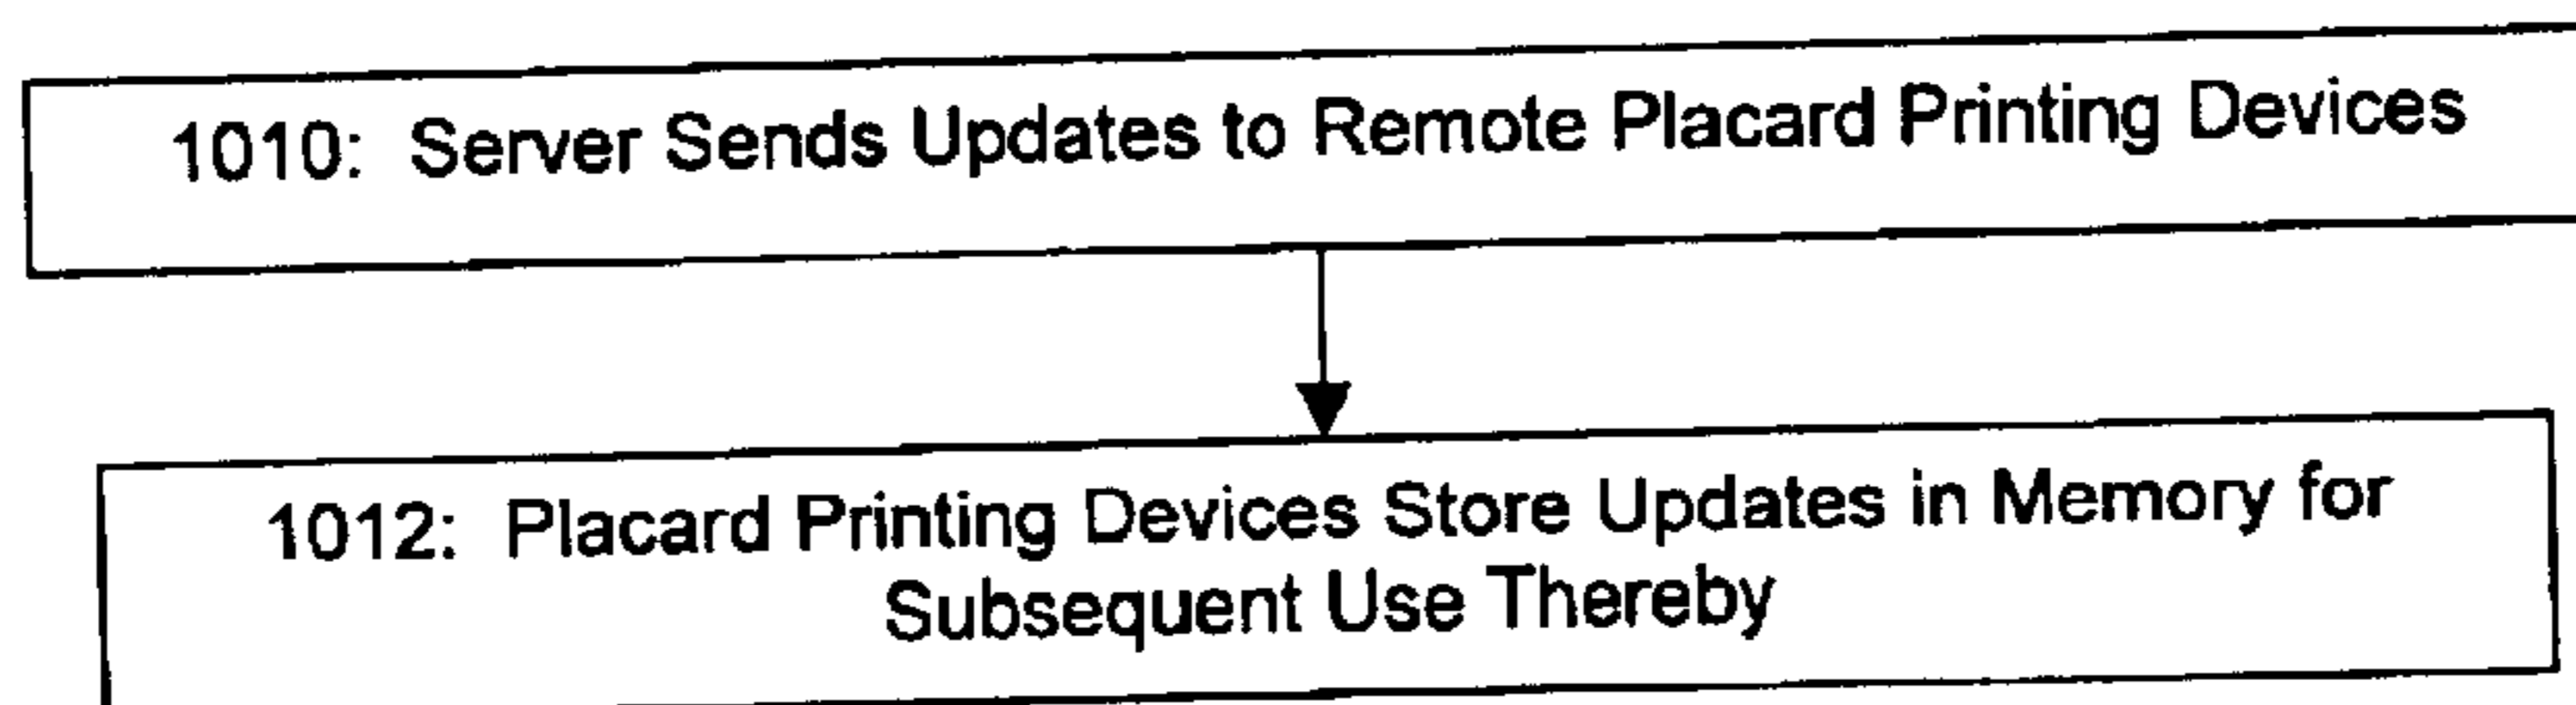 1010:  Server Sends Updates to Remote Placard Printing Devices
1012:  Placard Printing Devices Store Updates in Memory for
Subsequent Use Thereby